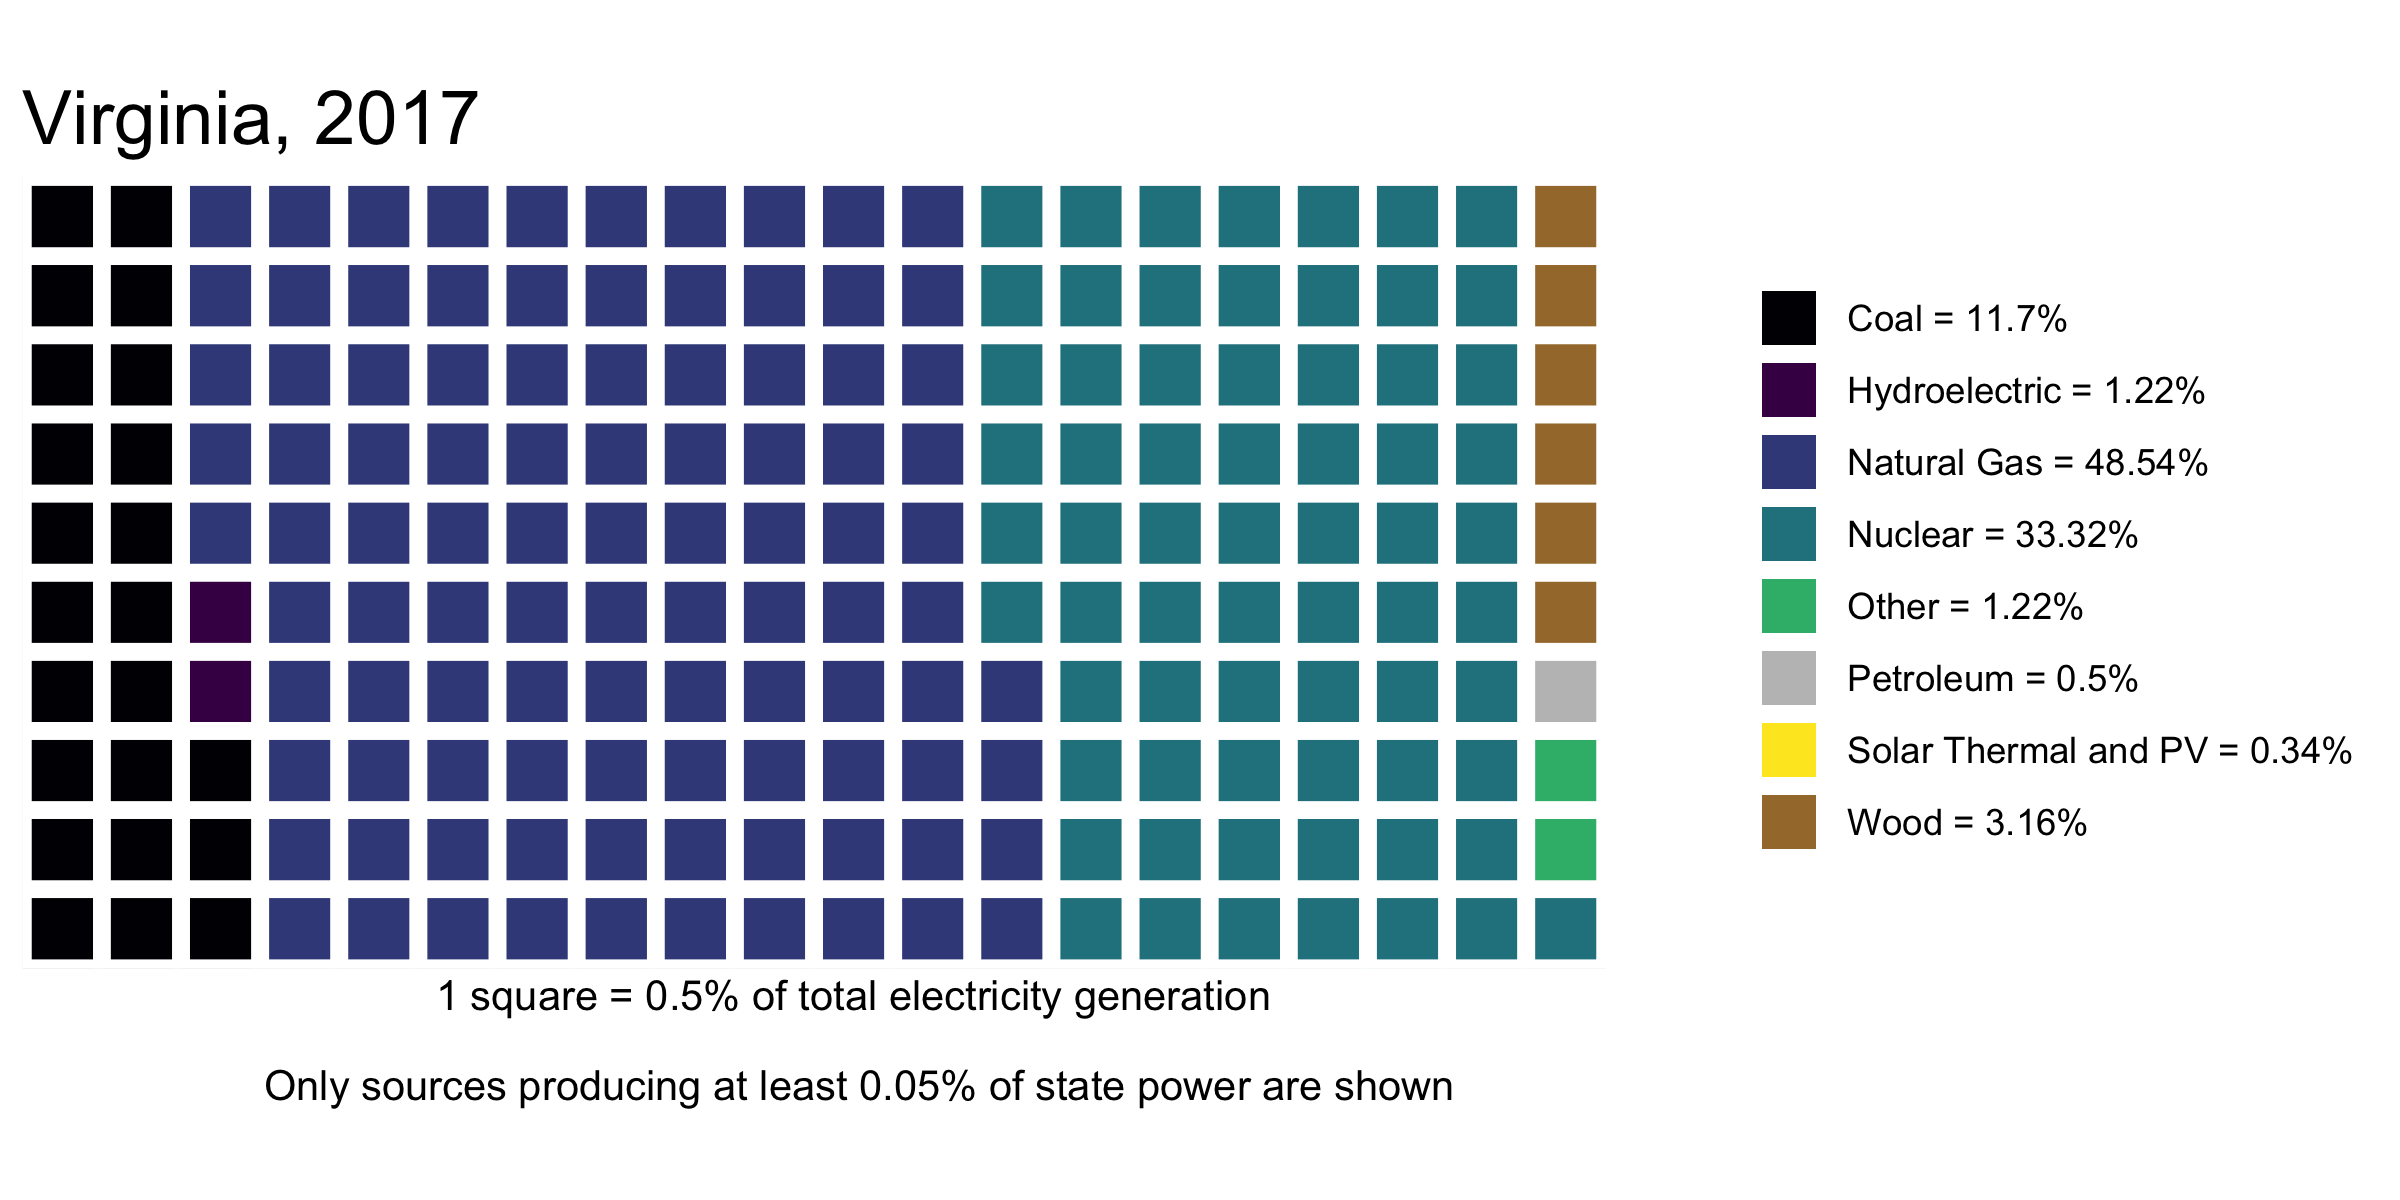 Virginia, 2017
Coal = 11.7%
Hydroelectric = 1.22%
Natural Gas = 48.54%
Nuclear = 33.32%
Other = 1.22%
Petroleum = 0.5%
Solar Thermal and PV = 0.34%
Wood = 3.16%
1 square = 0.5% of total electricity generation
Only sources producing at least 0.05% of state power are shown